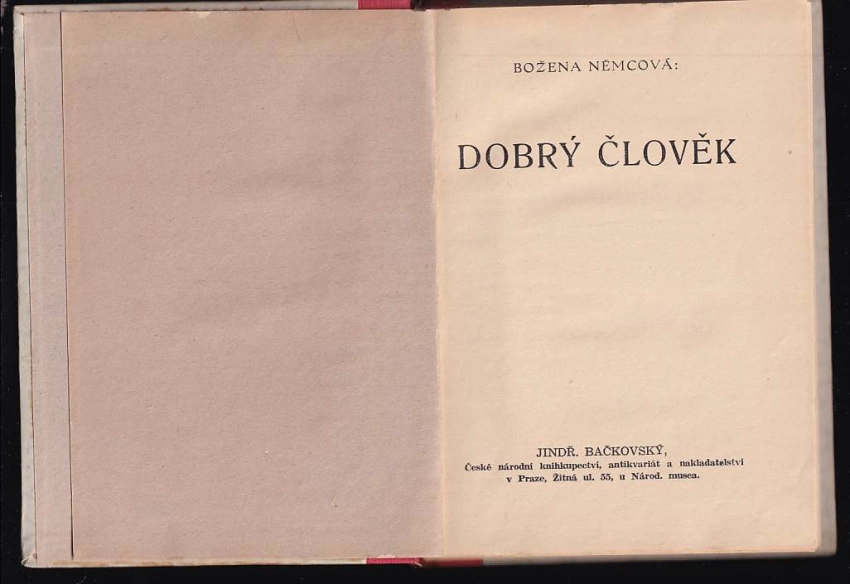 BOŽENA NĚMCOVÁ:
DOBRÝ ČLOVĚK
JINDŘ. BAČKOVSKÝ,
České národní knihkupectví, antikvariát a nakladatelství
v Praze, Žitná ul. 55, u Národ. musea.